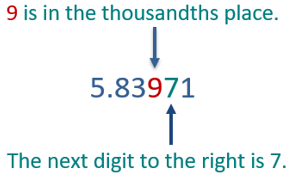 9 is in the thousandths place.
5.83971
The next digit to the right is 7.